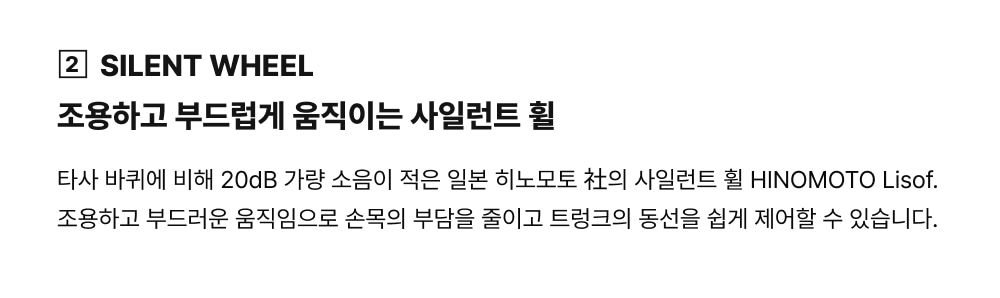 2 SILENT WHEEL
조용하고 부드럽게 움직이는 사일런트 휠
타사 바퀴에 비해 20dB 가량 소음이 적은 일본 히노모토 社의 사일런트 휠 HINOMOTO Lisof.
조용하고 부드러운 움직임으로 손목의 부담을 줄이고 트렁크의 동선을 쉽게 제어할 수 있습니다.